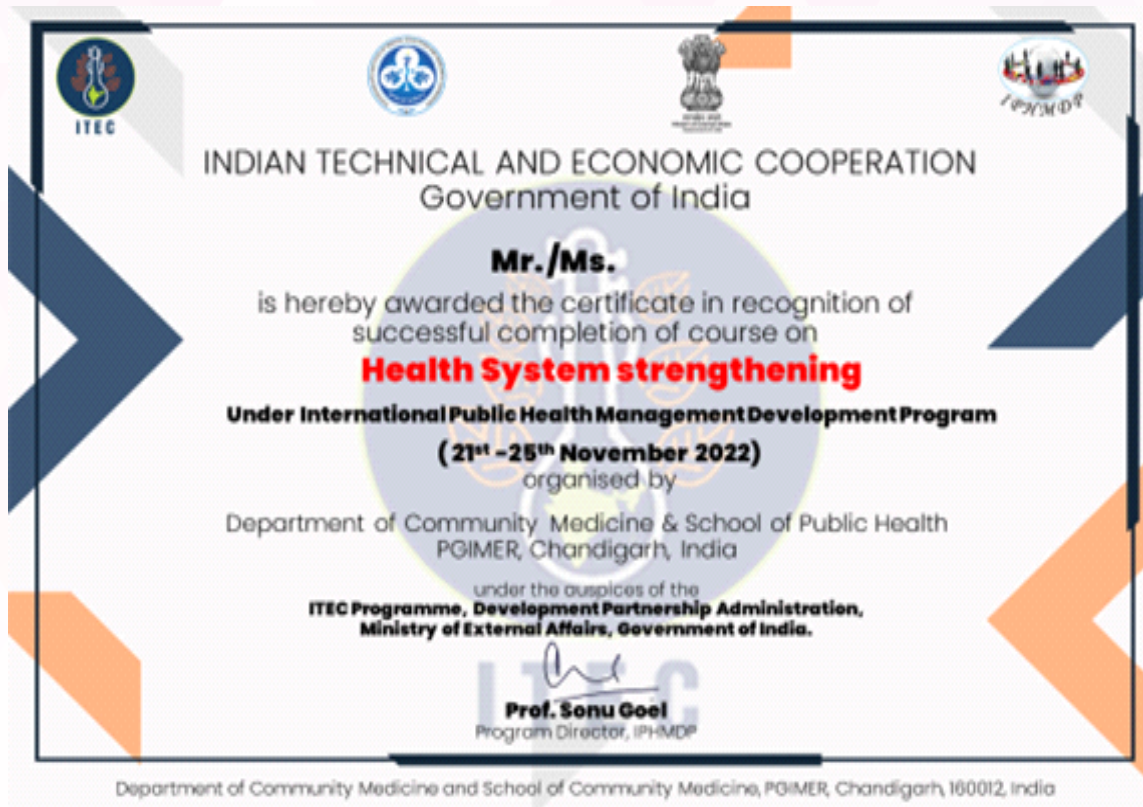 ITEC
IPHMDP
INDIAN TECHNICAL AND ECONOMIC COOPERATION
Government of India
Mr./Ms.
is hereby awarded the certificate in recognition of
successful completion of course on
Health System strengthening
Under International Public Health Management Development Program
( 21st -25th November 2022)
organised by
Department of Community Medicine & School of Public Health
PGIMER, Chandigarh, India
under the auspices of the
ITEC Programme, Development Partnership Administration,
Ministry of External Affairs, Government of India.
ITEC
Prof. Sonu Goel
Program Director, IPHMDP
Department of Community Medicine and School of Community Medicine, PGIMER, Chandigarh, 160012, India